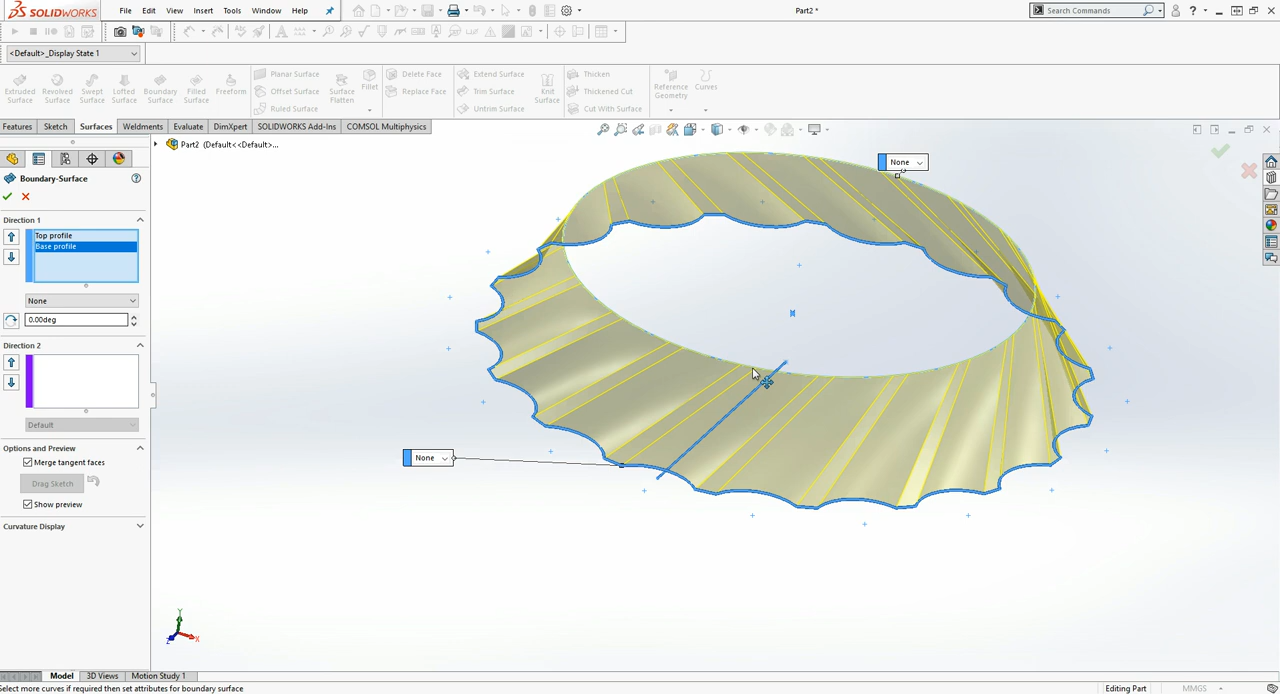 SOLIDWORKS File Edit View Insert Tools Window Help Part2 * Search Commands
<Default>_Display State 1
Extruded Surface Revolved Surface Swept Surface Lofted Surface Boundary Surface Filled Surface Freeform Planar Surface Offset Surface Ruled Surface Surface Flatten Fillet Delete Face Replace Face Extend Surface Trim Surface Untrim Surface Knit Surface Thicken Thickened Cut Cut With Surface Reference Geometry Curves
Features Sketch Surfaces Weldments Evaluate DimXpert SOLIDWORKS Add-Ins COMSOL Multiphysics
Part2 (Default<<Default>...
Boundary-Surface
Direction 1
Top profile
Base profile
None
0.00deg
Direction 2
Default
Options and Preview
Merge tangent faces
Drag Sketch
Show preview
Curvature Display
None
None
Y
X
Z
Model 3D Views Motion Study 1
Select more curves if required then set attributes for boundary surface Editing Part MMGS